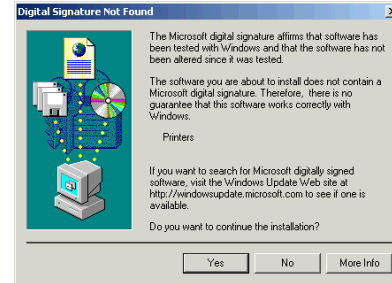 Digital Signature Not Found
The Microsoft digital signature affirms that software has
been tested with Windows and that the software has not
been altered since it was tested.
The software you are about to install does not contain a
Microsoft digital signature. Therefore, there is no
guarantee that this software works correctly with
Windows.
Printers
If you want to search for Microsoft digitally signed
software, visit the Windows Update Web site at
http://windowsupdate.microsoft.com to see if one is
available.
Do you want to continue the installation?
Yes No More Info